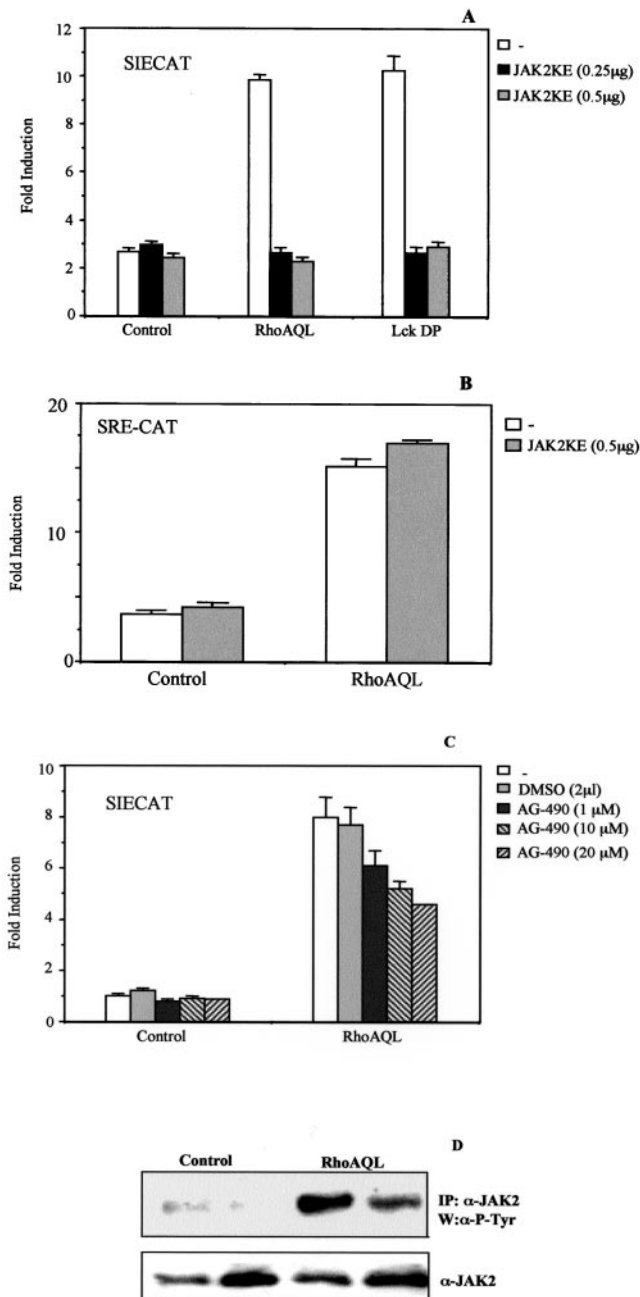 A
SIECAT
-
JAK2KE (0.25µg)
JAK2KE (0.5µg)
Fold Induction
12
10
8
6
4
2
0
Control RhoAQL Lck DP
B
SRE-CAT
-
JAK2KE (0.5µg)
Fold Induction
20
10
0
Control RhoAQL
C
SIECAT
-
DMSO (2µl)
AG-490 (1 µM)
AG-490 (10 µM)
AG-490 (20 µM)
Fold Induction
10
8
6
4
2
0
Control RhoAQL
D
Control RhoAQL
IP: α-JAK2
W:α-P-Tyr
α-JAK2